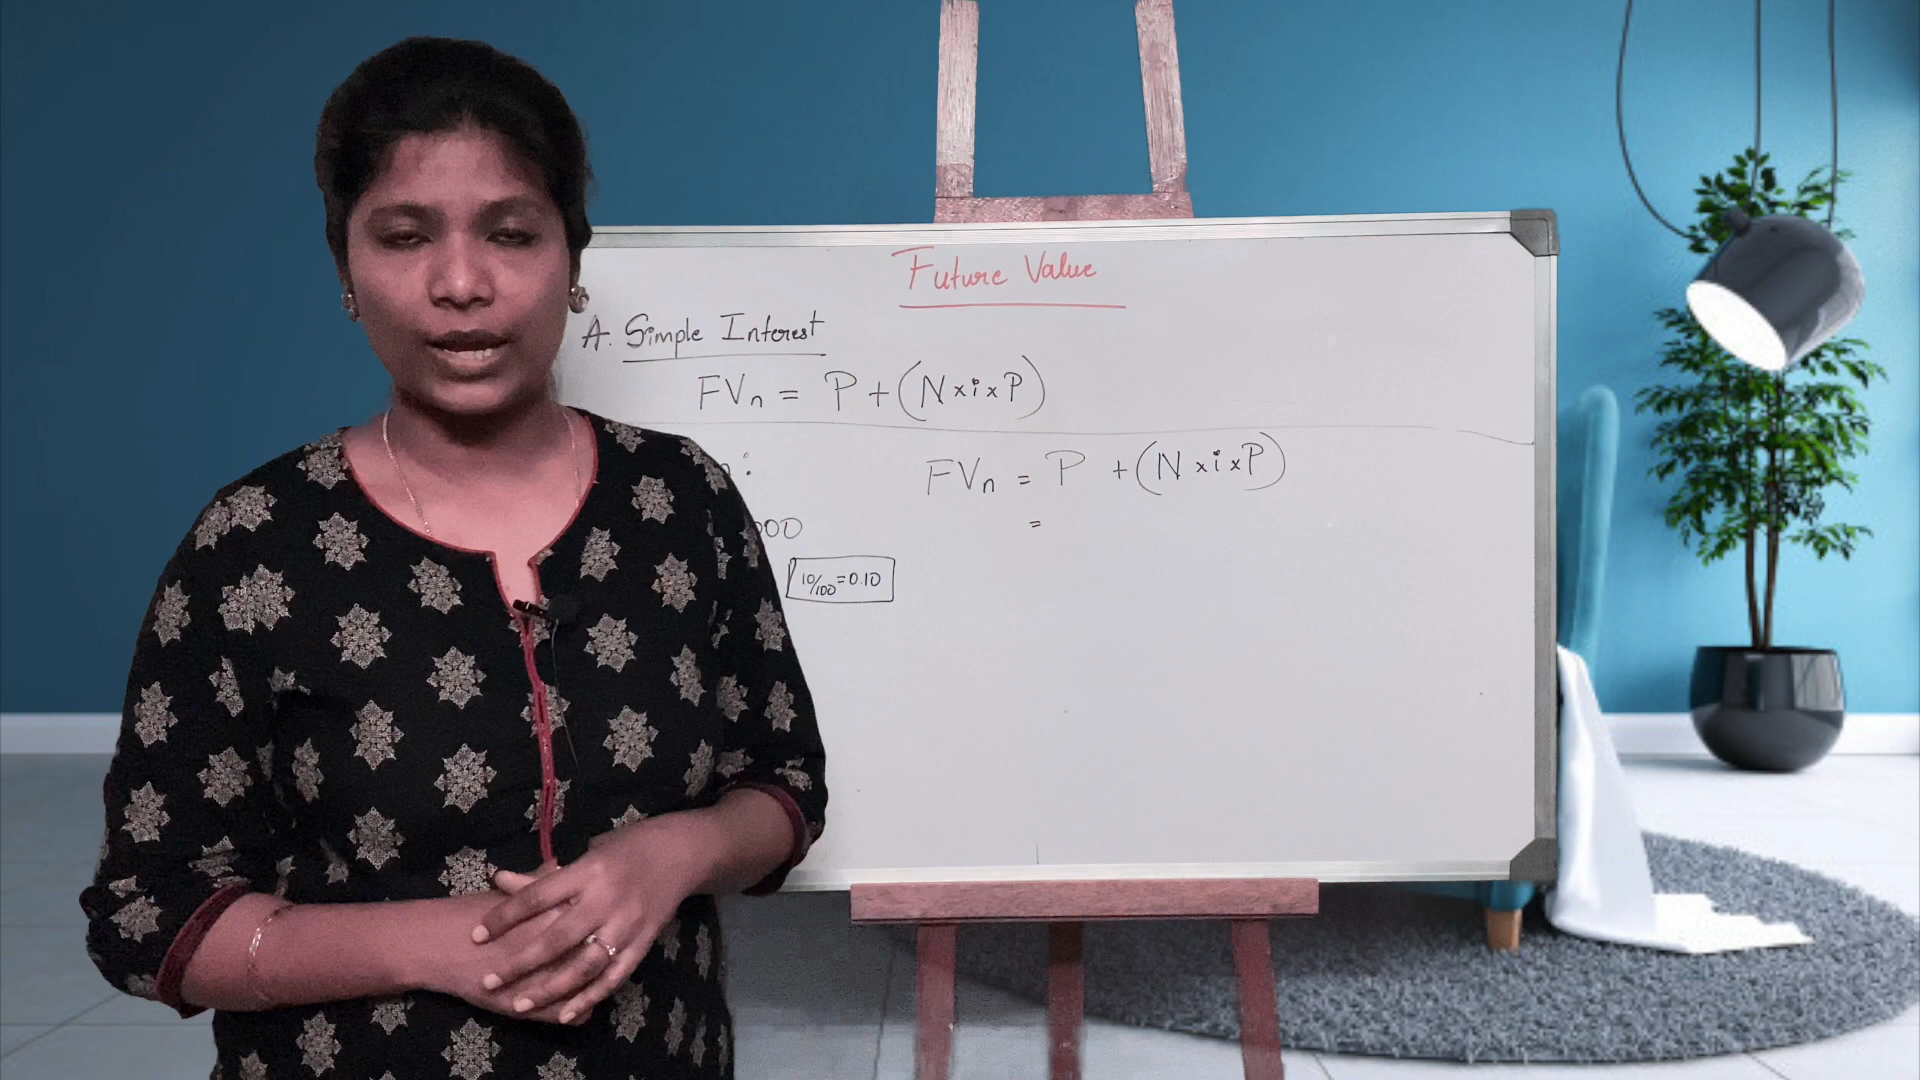 Future Value
A. Simple Interest
FVn = P + (N x i x P)
FVn = P + (N x i x P)
=
10/100 = 0.10